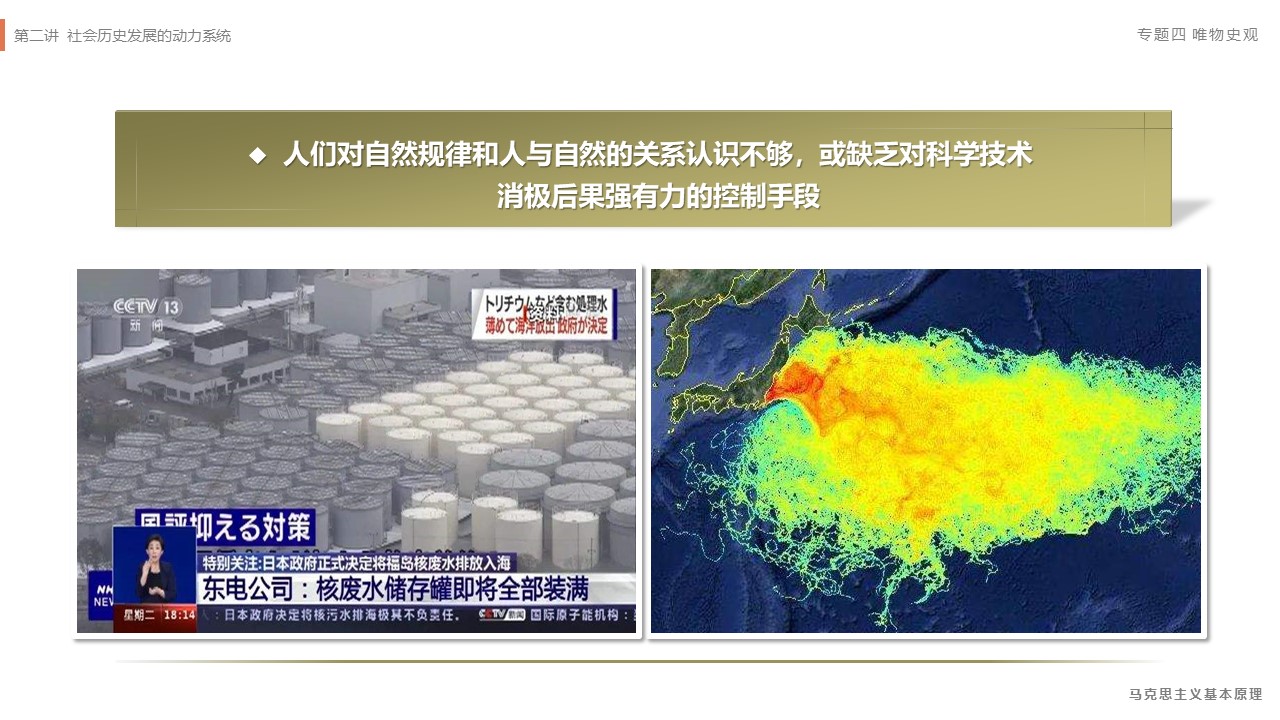 第二讲 社会历史发展的动力系统
专题四 唯物史观
◆ 人们对自然规律和人与自然的关系认识不够，或缺乏对科学技术
消极后果强有力的控制手段
CCTV 13
新闻
トリチウムなど含む処理水
薄めて海洋放出 政府が決定
風評抑える対策
特别关注:日本政府正式决定将福岛核废水排放入海
NEW
东电公司：核废水储存罐即将全部装满
星期二 18:14
：日本政府决定将核污水排海极其不负责任。 CCTV新闻 国际原子能机构：
马克思主义基本原理